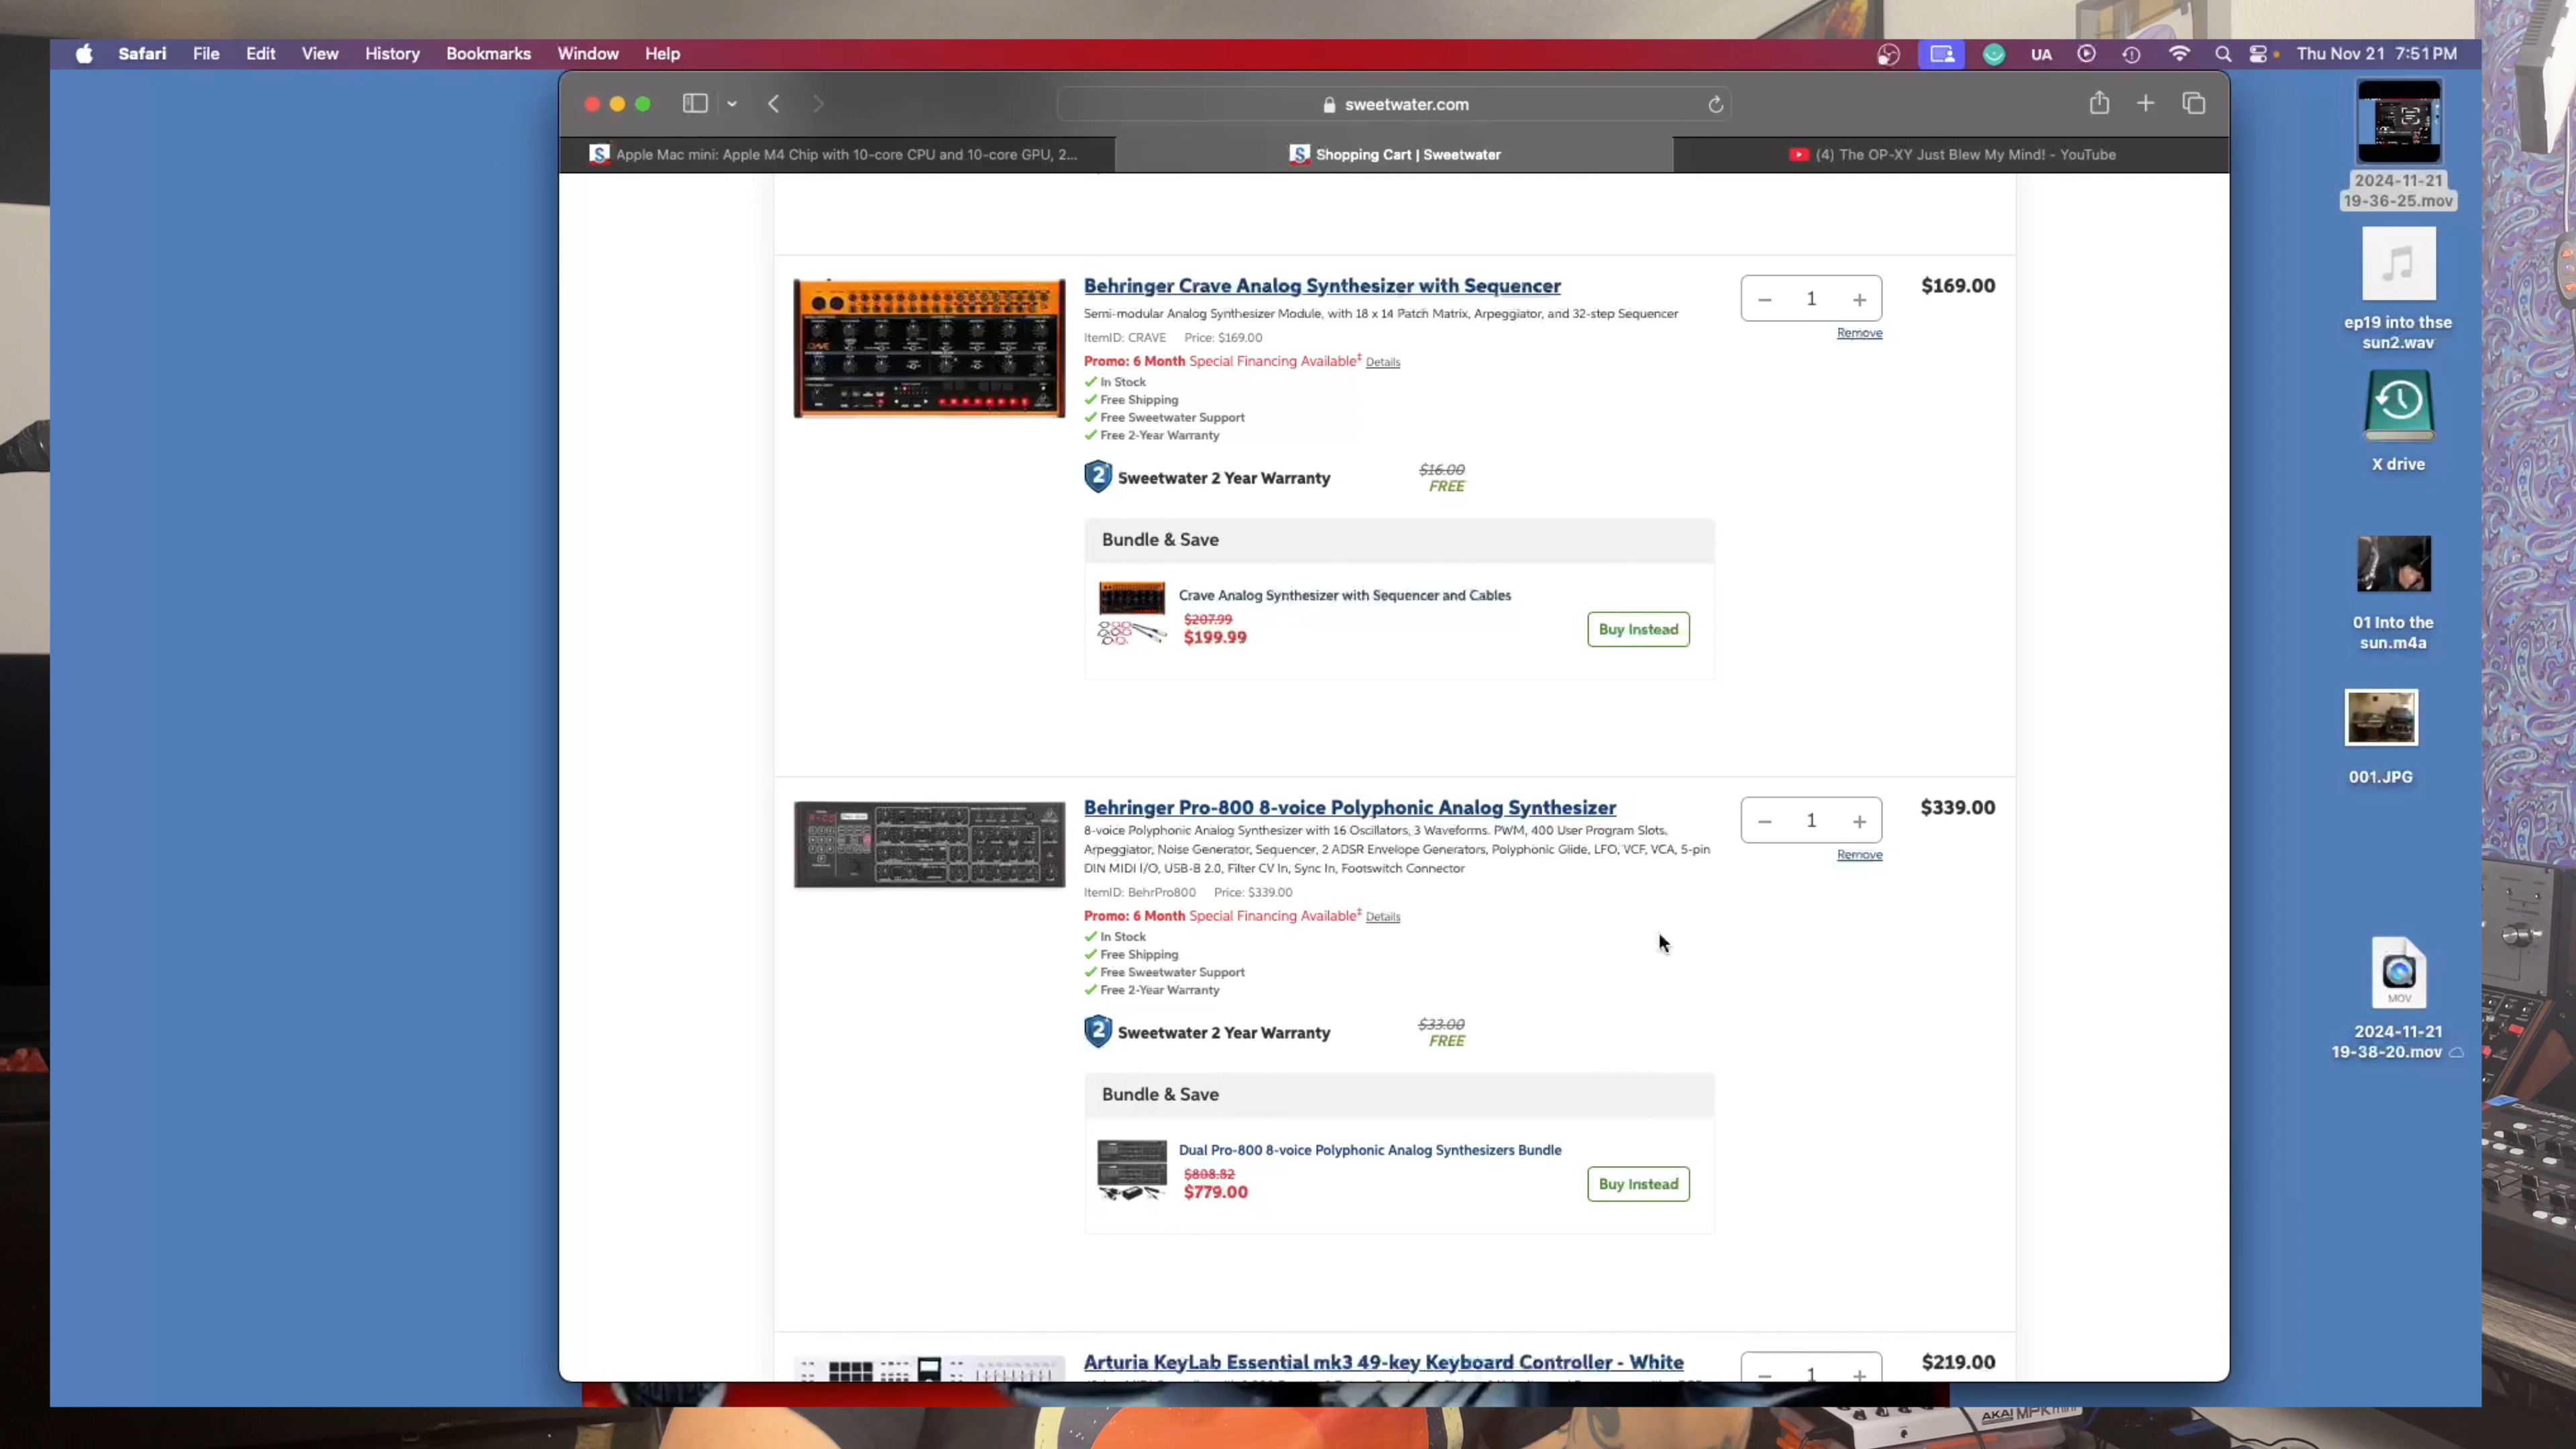 Safari File Edit View History Bookmarks Window Help
UA
Thu Nov 21 7:51 PM
sweetwater.com
Apple Mac mini: Apple M4 Chip with 10-core CPU and 10-core GPU, 2...
Shopping Cart | Sweetwater
(4) The OP-XY Just Blew My Mind! - YouTube
Behringer Crave Analog Synthesizer with Sequencer
1
$169.00
Semi-modular Analog Synthesizer Module, with 18 x 14 Patch Matrix, Arpeggiator, and 32-step Sequencer
Remove
ItemID: CRAVE Price: $169.00
Promo: 6 Month Special Financing Available‡ Details
In Stock
Free Shipping
Free Sweetwater Support
Free 2-Year Warranty
2 Sweetwater 2 Year Warranty
$16.00
FREE
Bundle & Save
Crave Analog Synthesizer with Sequencer and Cables
$207.99
$199.99
Buy Instead
Behringer Pro-800 8-voice Polyphonic Analog Synthesizer
1
$339.00
8-voice Polyphonic Analog Synthesizer with 16 Oscillators, 3 Waveforms. PWM, 400 User Program Slots,
Arpeggiator, Noise Generator, Sequencer, 2 ADSR Envelope Generators, Polyphonic Glide, LFO, VCF, VCA, 5-pin
DIN MIDI I/O, USB-B 2.0, Filter CV In, Sync In, Footswitch Connector
Remove
ItemID: BehrPro800 Price: $339.00
Promo: 6 Month Special Financing Available‡ Details
In Stock
Free Shipping
Free Sweetwater Support
Free 2-Year Warranty
2 Sweetwater 2 Year Warranty
$33.00
FREE
Bundle & Save
Dual Pro-800 8-voice Polyphonic Analog Synthesizers Bundle
$808.82
$779.00
Buy Instead
Arturia KeyLab Essential mk3 49-key Keyboard Controller - White
1
$219.00
2024-11-21
19-36-25.mov
ep19 into thse
sun2.wav
X drive
01 Into the
sun.m4a
001.JPG
MOV
2024-11-21
19-38-20.mov
AKAI MPK mini